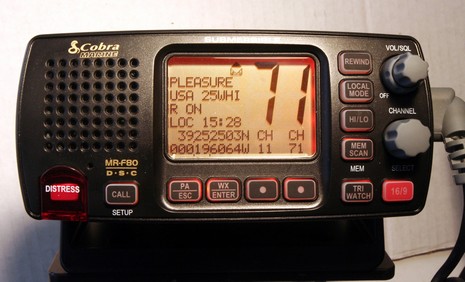 Cobra
MARINE
VOL/SQL
OFF
REWIND
LOCAL
MODE
CHANNEL
HI/LO
MEM
SCAN
MEM
SELECT
TRI
WATCH
16/9
71
PLEASURE
USA 25WHI
R ON
LOC 15:28
39252503N CH CH
000196064W 11 71
MR-F80
D·S·C
DISTRESS
CALL
SETUP
PA
ESC
WX
ENTER